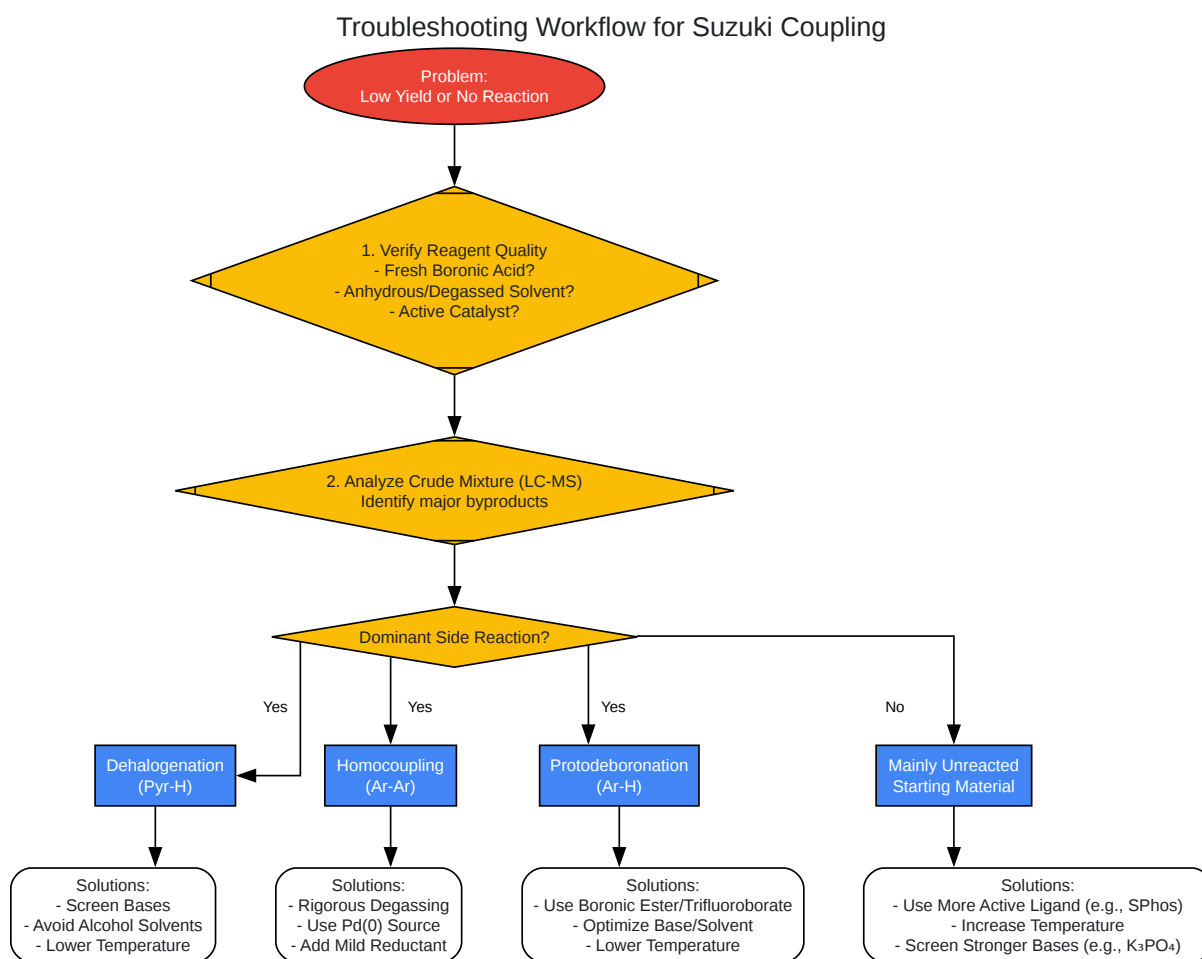 Troubleshooting Workflow for Suzuki Coupling
Problem:
Low Yield or No Reaction
1. Verify Reagent Quality
- Fresh Boronic Acid?
- Anhydrous/Degassed Solvent?
- Active Catalyst?
2. Analyze Crude Mixture (LC-MS)
Identify major byproducts
Dominant Side Reaction?
Yes
Yes
Yes
No
Dehalogenation
(Pyr-H)
Homocoupling
(Ar-Ar)
Protodeboronation
(Ar-H)
Mainly Unreacted
Starting Material
Solutions:
- Screen Bases
- Avoid Alcohol Solvents
- Lower Temperature
Solutions:
- Rigorous Degassing
- Use Pd(0) Source
- Add Mild Reductant
Solutions:
- Use Boronic Ester/Trifluoroborate
- Optimize Base/Solvent
- Lower Temperature
Solutions:
- Use More Active Ligand (e.g., SPhos)
- Increase Temperature
- Screen Stronger Bases (e.g., K₃PO₄)